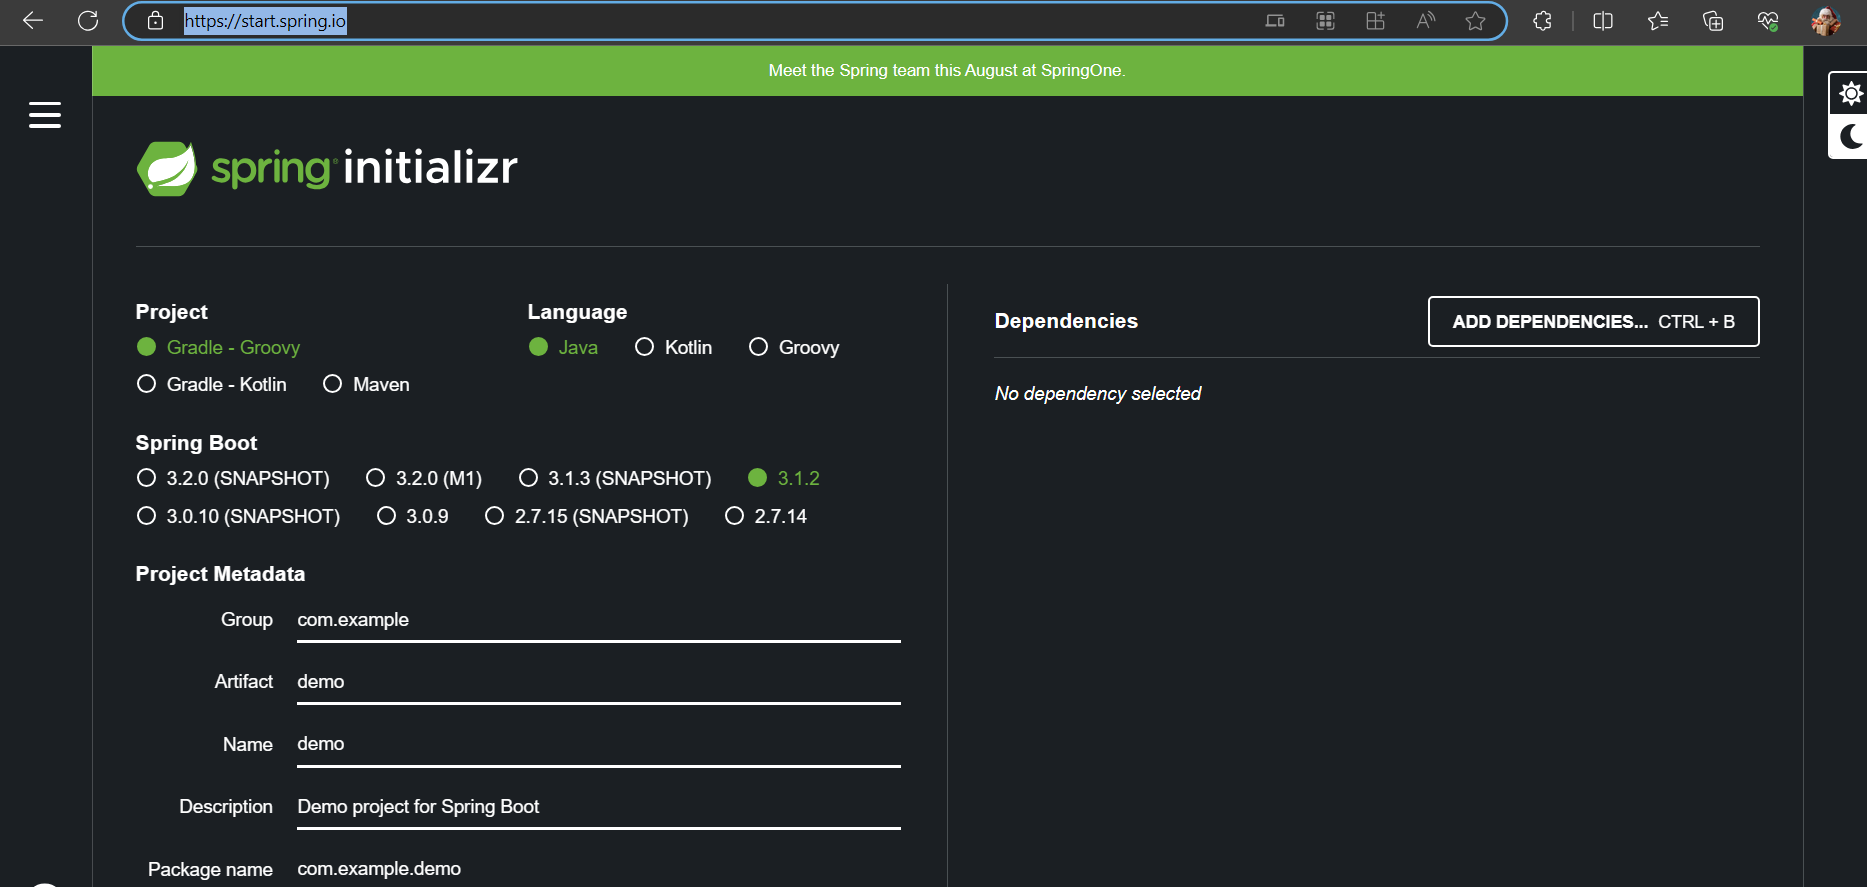 https://start.spring.io
Meet the Spring team this August at SpringOne.
spring initializr
Project
Gradle - Groovy
Gradle - Kotlin Maven
Language
Java Kotlin Groovy
Spring Boot
3.2.0 (SNAPSHOT) 3.2.0 (M1) 3.1.3 (SNAPSHOT) 3.1.2
3.0.10 (SNAPSHOT) 3.0.9 2.7.15 (SNAPSHOT) 2.7.14
Project Metadata
Group com.example
Artifact demo
Name demo
Description Demo project for Spring Boot
Package name com.example.demo
Dependencies
ADD DEPENDENCIES... CTRL + B
No dependency selected